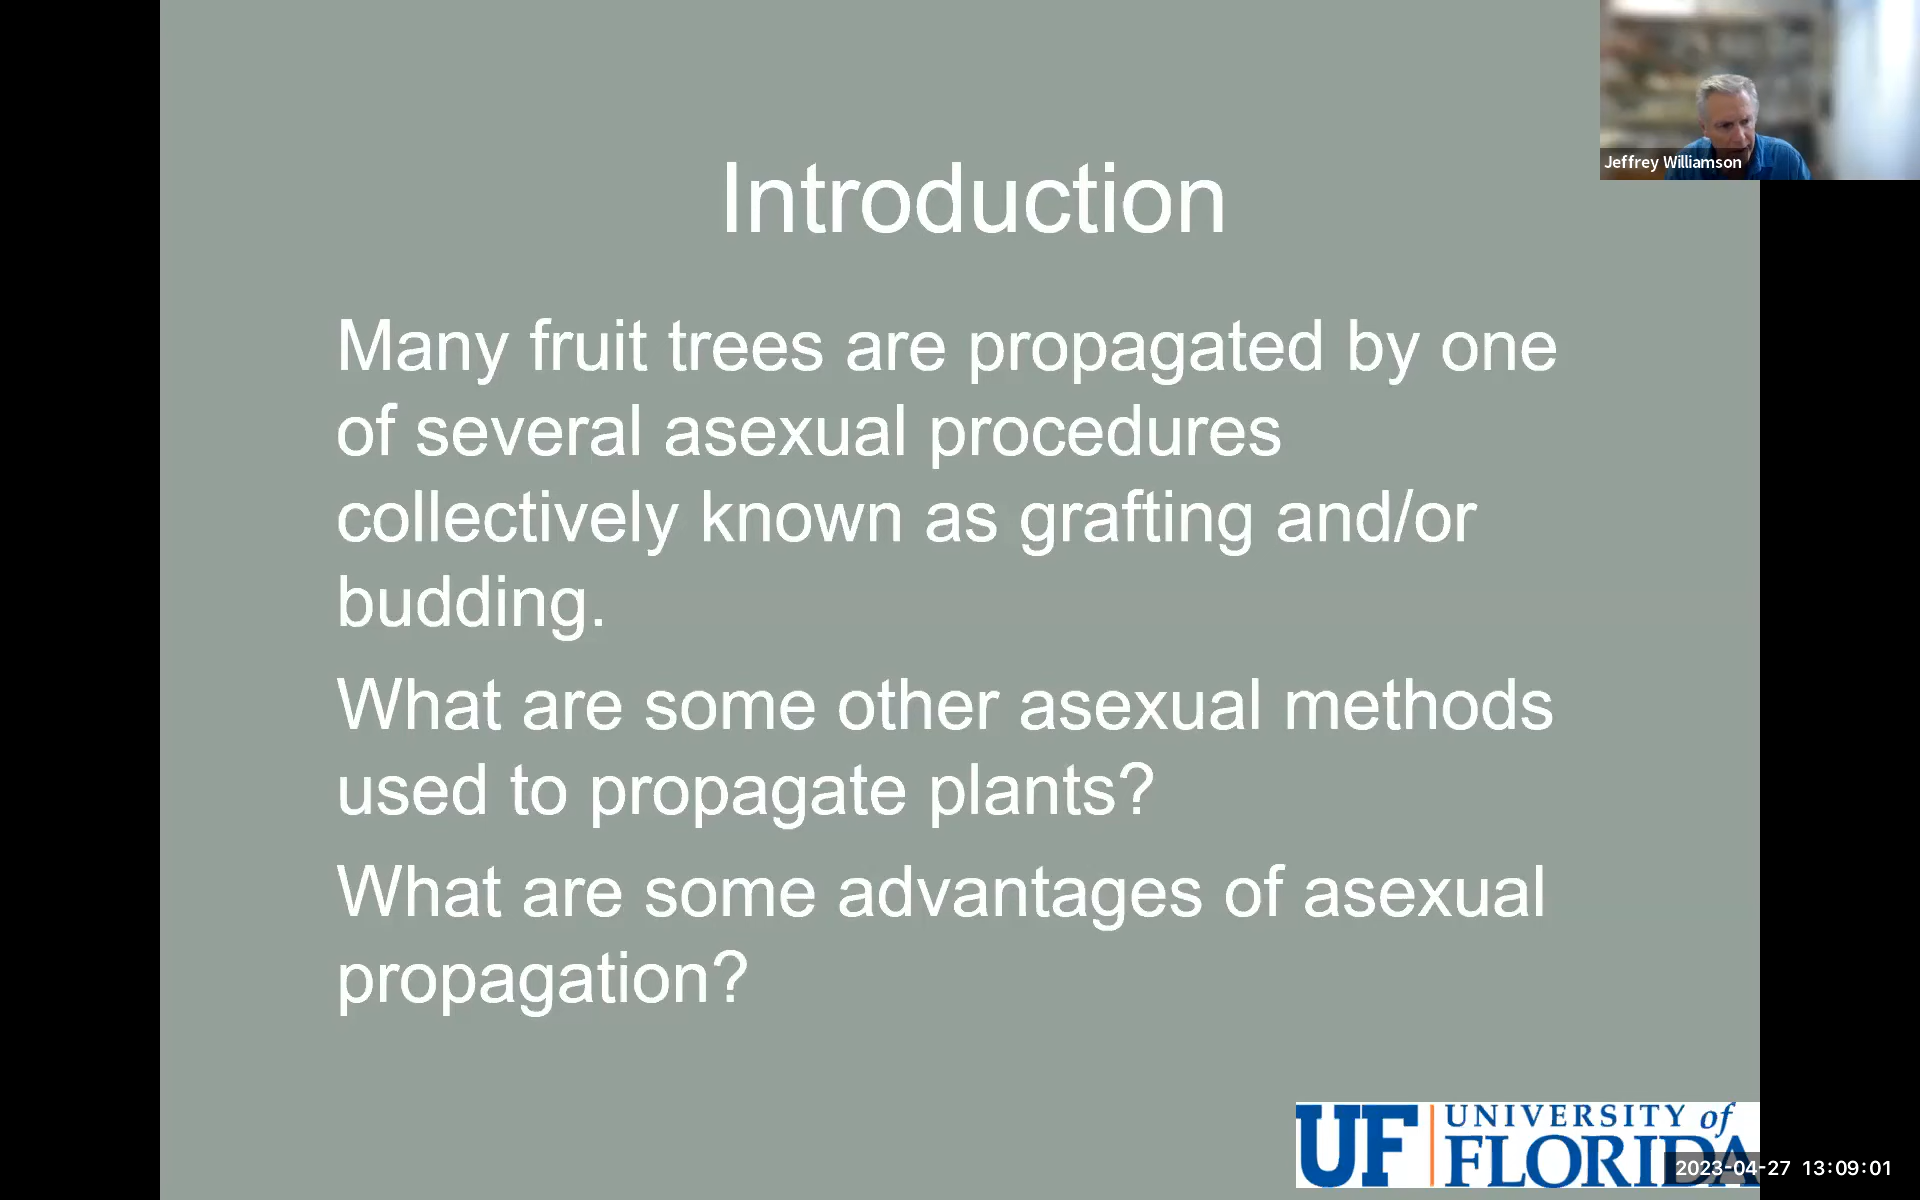 Jeffrey Williamson
Introduction
Many fruit trees are propagated by one
of several asexual procedures
collectively known as grafting and/or
budding.
What are some other asexual methods
used to propagate plants?
What are some advantages of asexual
propagation?
UF
UNIVERSITY of
FLORIDA
2023-04-27 13:09:01